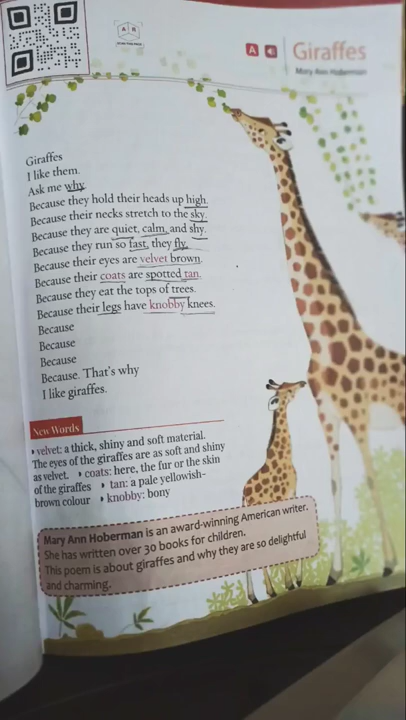 A R
A
Giraffes
Mary Ann Hoberman
Giraffes
I like them.
Ask me why.
Because they hold their heads up high.
Because their necks stretch to the sky.
Because they are quiet, calm, and shy.
Because they run so fast, they fly.
Because their eyes are velvet brown.
Because their coats are spotted tan.
Because they eat the tops of trees.
Because their legs have knobby knees.
Because
Because
Because
Because. That's why
I like giraffes.
New Words
velvet: a thick, shiny and soft material.
The eyes of the giraffes are as soft and shiny
as velvet. • coats: here, the fur or the skin
of the giraffes • tan: a pale yellowish-
brown colour • knobby: bony
Mary Ann Hoberman is an award-winning American writer.
She has written over 30 books for children.
This poem is about giraffes and why they are so delightful
and charming.